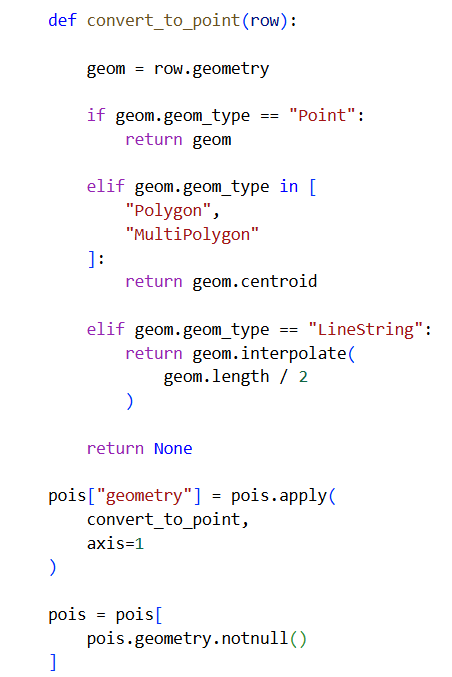 def convert_to_point(row):
    geom = row.geometry
    if geom.geom_type == "Point":
        return geom
    elif geom.geom_type in [
        "Polygon",
        "MultiPolygon"
    ]:
        return geom.centroid
    elif geom.geom_type == "LineString":
        return geom.interpolate(
            geom.length / 2
        )
    return None
pois["geometry"] = pois.apply(
    convert_to_point,
    axis=1
)
pois = pois[
    pois.geometry.notnull()
]